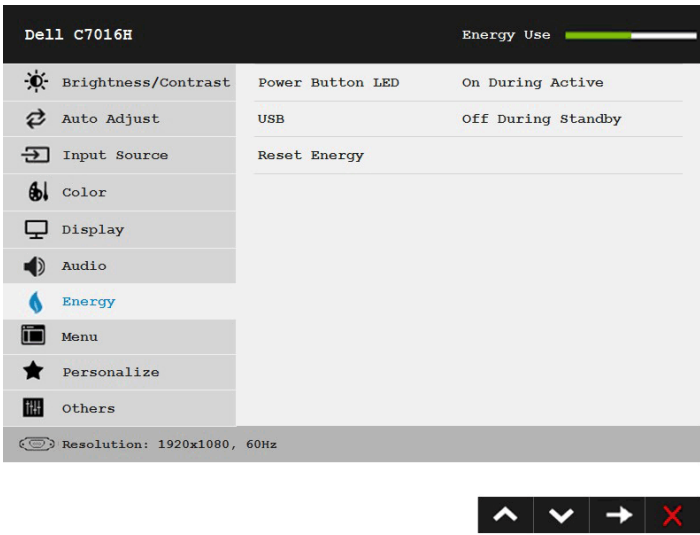 Dell C7016H Energy Use
Brightness/Contrast Power Button LED On During Active
Auto Adjust USB Off During Standby
Input Source Reset Energy
Color
Display
Audio
Energy
Menu
Personalize
Others
Resolution: 1920x1080, 60Hz